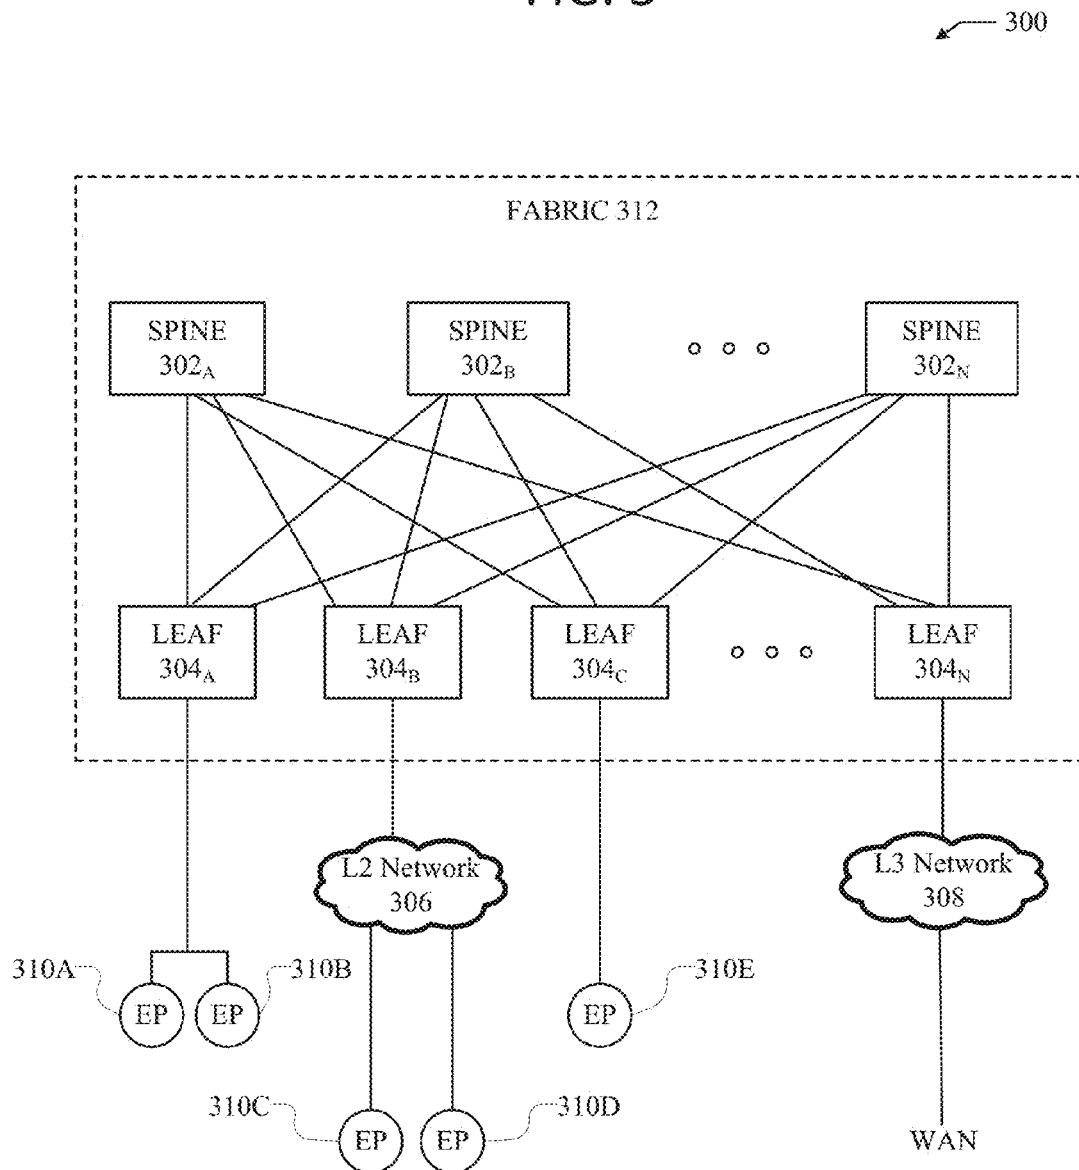 300
FABRIC 312
SPINE
302A
SPINE
302B
SPINE
302N
LEAF
304A
LEAF
304B
LEAF
304C
LEAF
304N
L2 Network
306
L3 Network
308
310A
EP
EP
310B
EP
310E
310C
EP
EP
310D
WAN